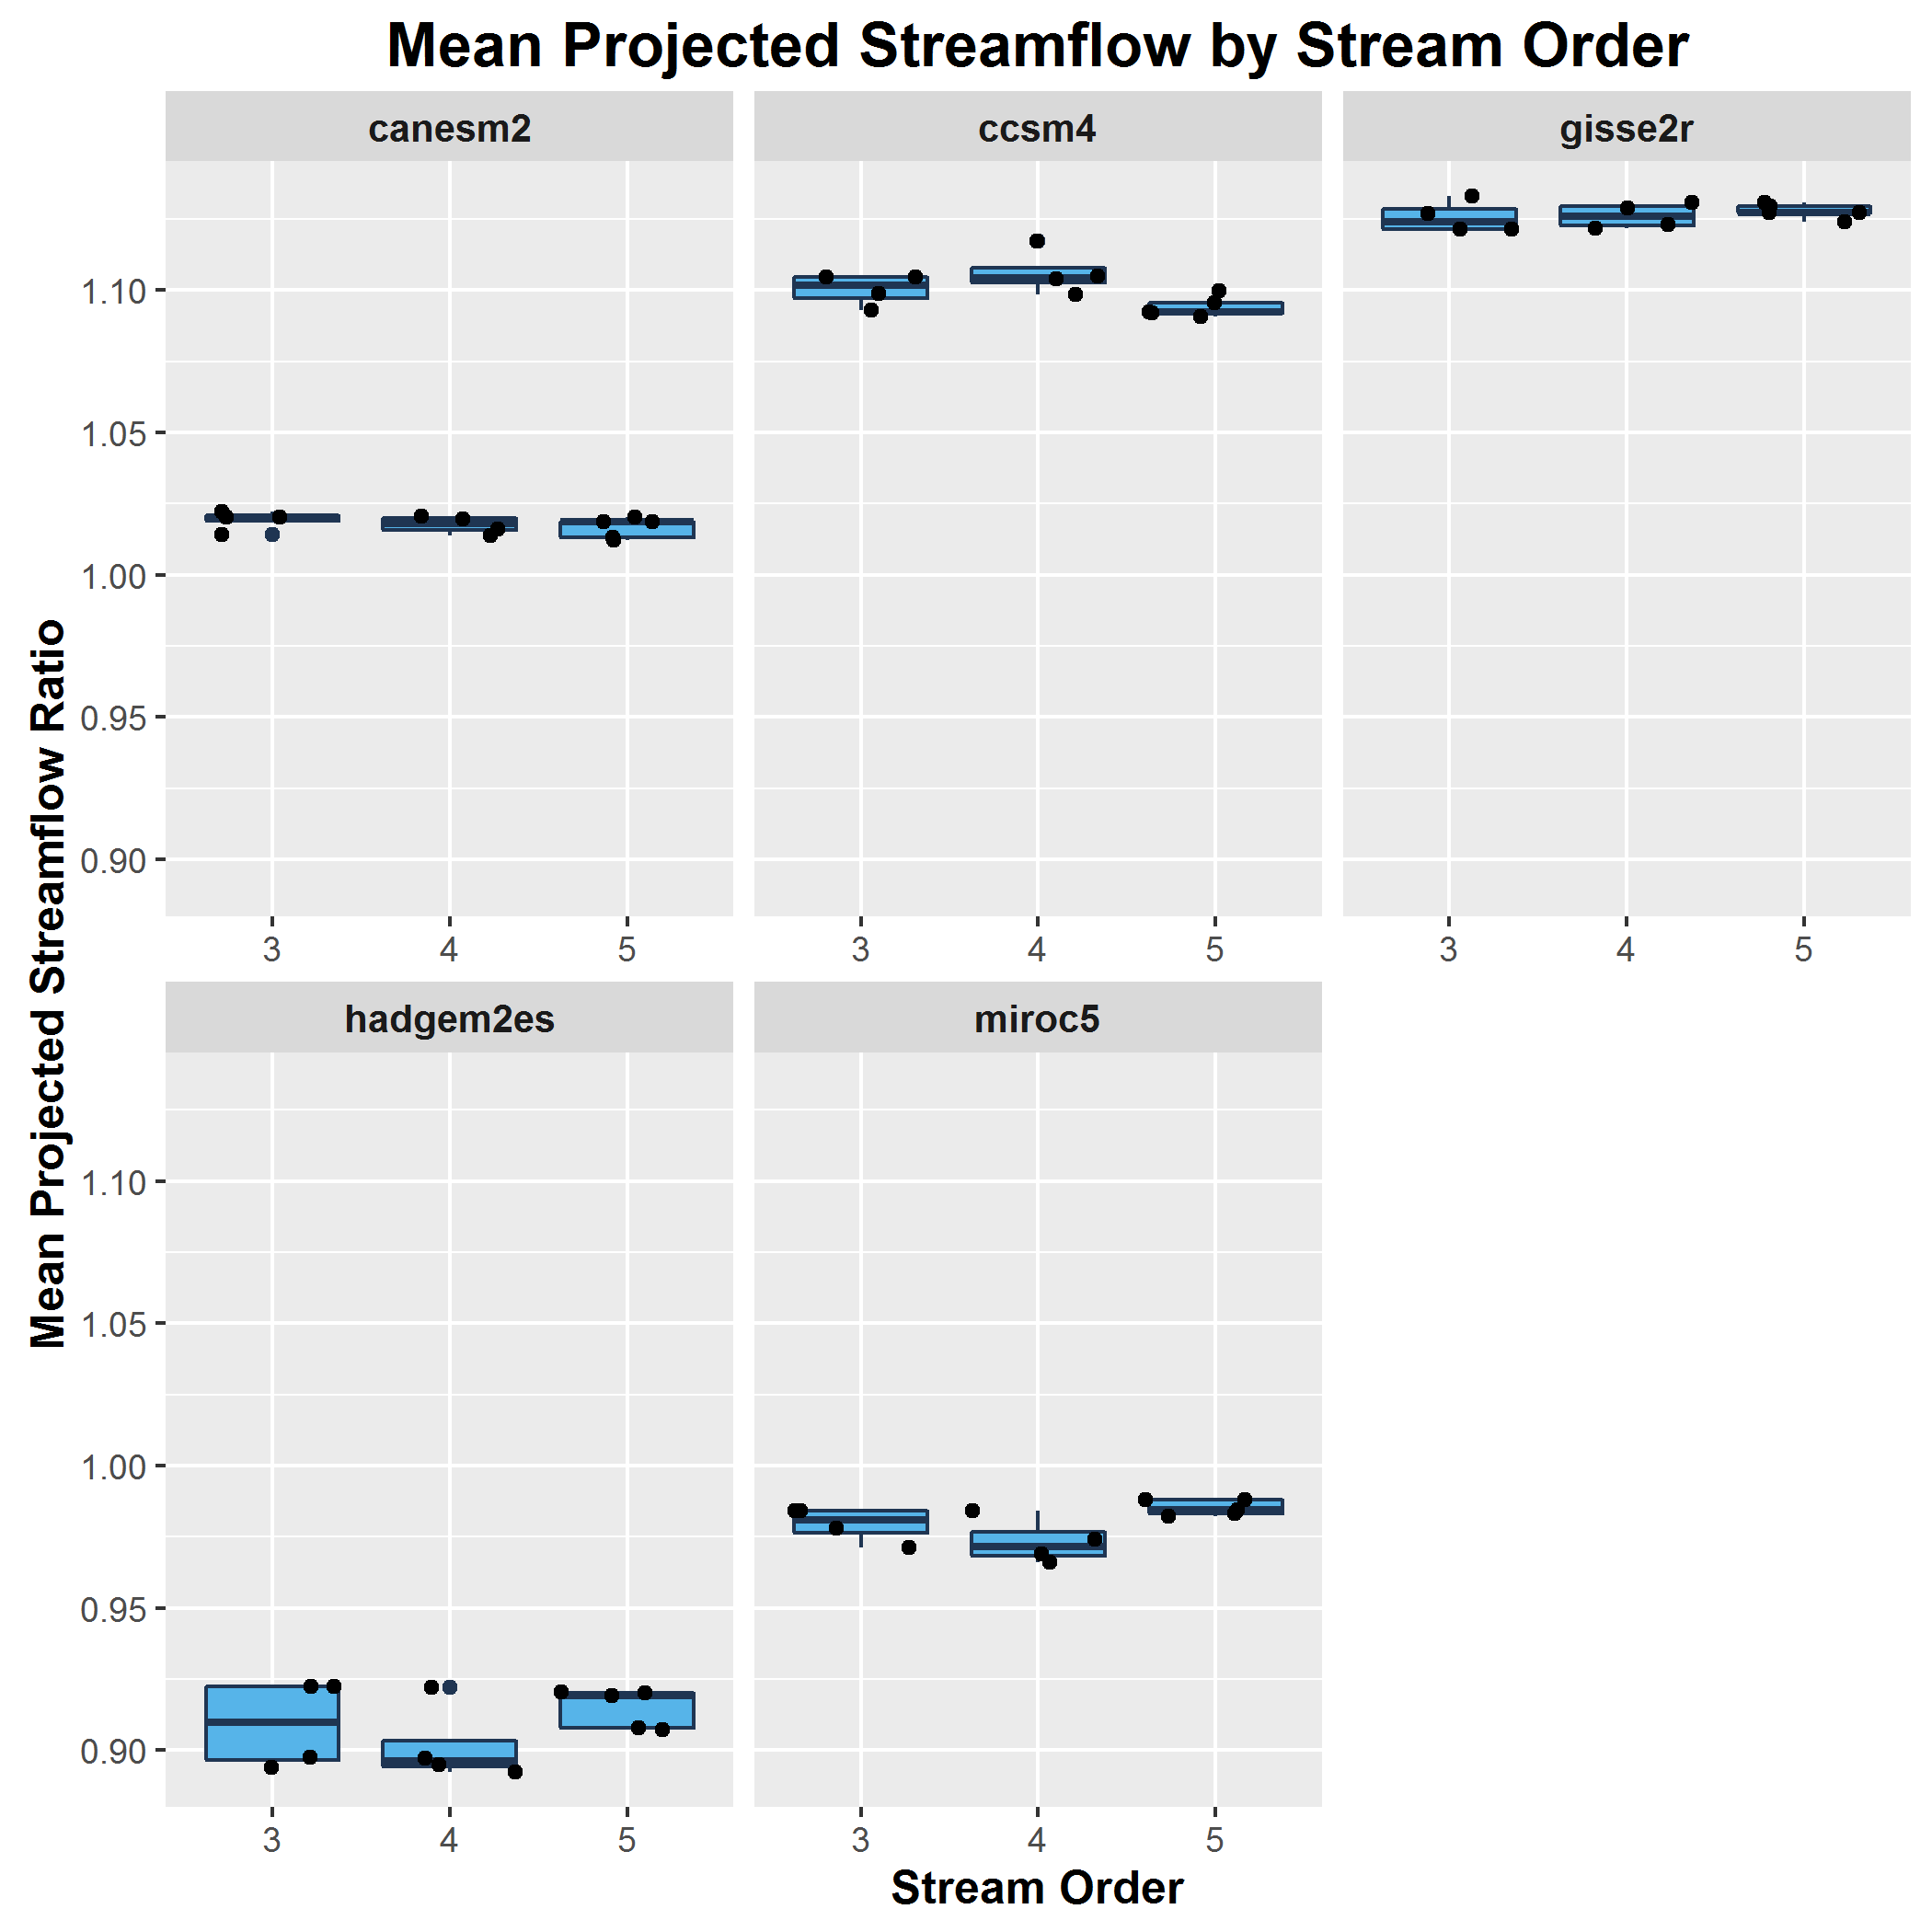 Mean Projected Streamflow by Stream Order
canesm2
ccsm4
gisse2r
1.10
1.05
1.00
0.95
0.90
3 4 5
3 4 5
3 4 5
Mean Projected Streamflow Ratio
hadgem2es
miroc5
1.10
1.05
1.00
0.95
0.90
3 4 5
3 4 5
Stream Order